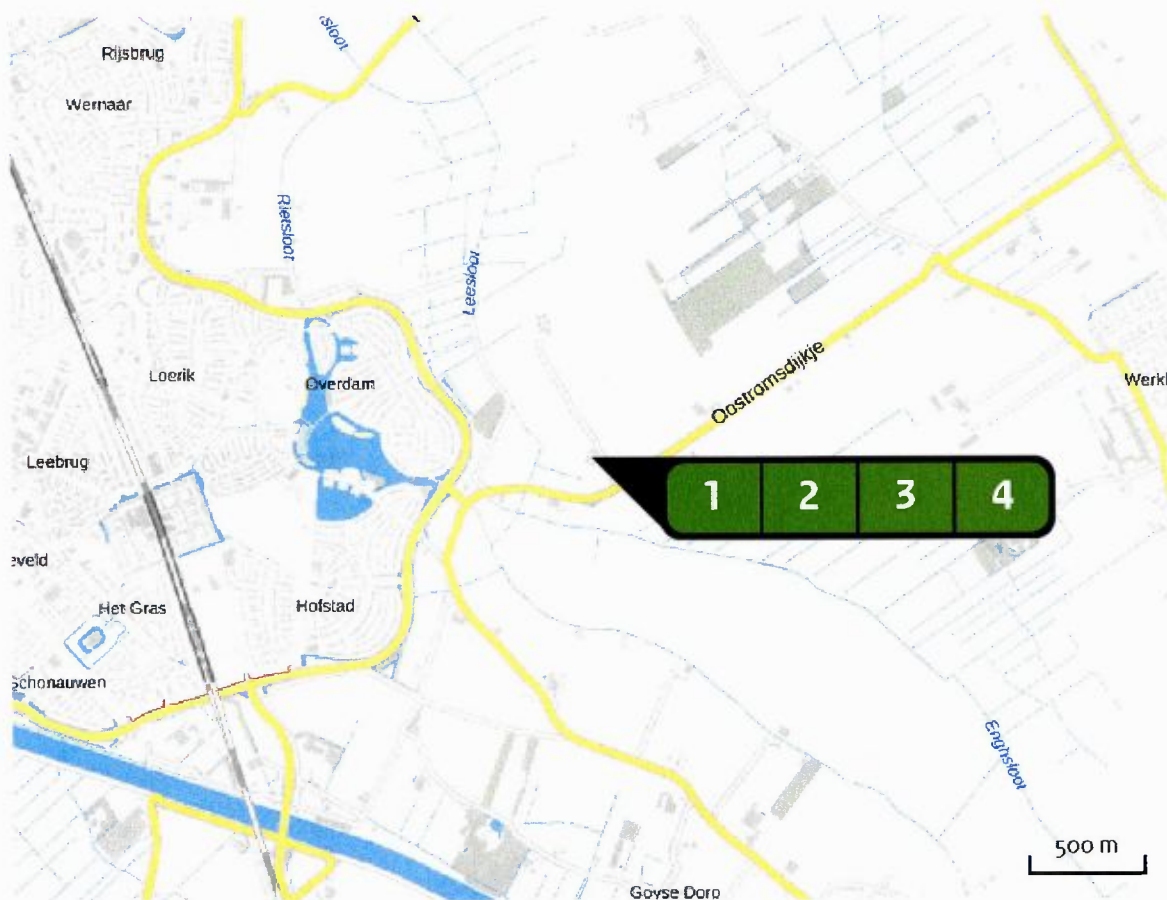 Rijsbrug
Wernaar
Rietsloot
Leesloot
Loerik
Overdam
Oostromsdijkje
Leebrug
1 2 3 4
eveld
Het Gras
Hofstad
Schonauwen
Enghsloot
500 m
Goyse Dorp